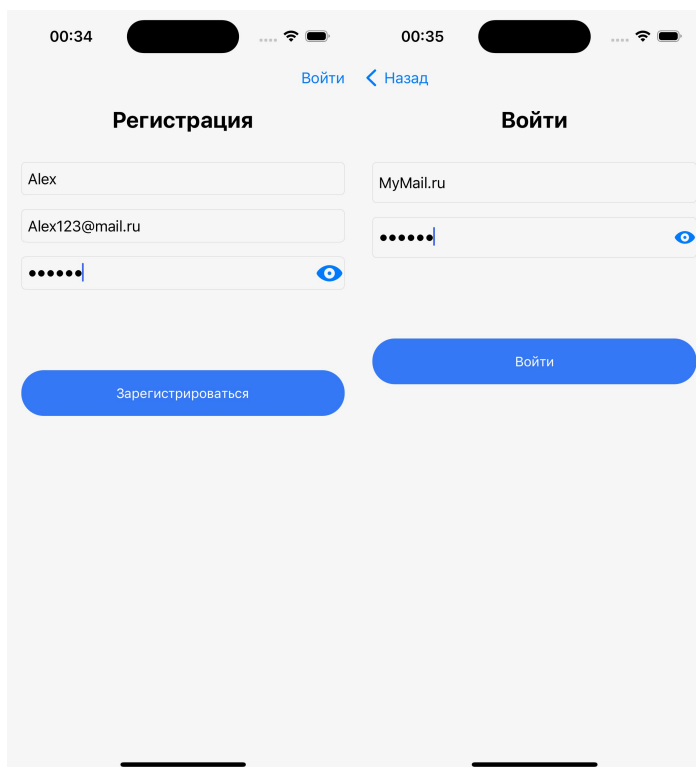 00:34
Войти
Регистрация
Alex
Alex123@mail.ru
••••••
Зарегистрироваться
00:35
Назад
Войти
MyMail.ru
••••••
Войти